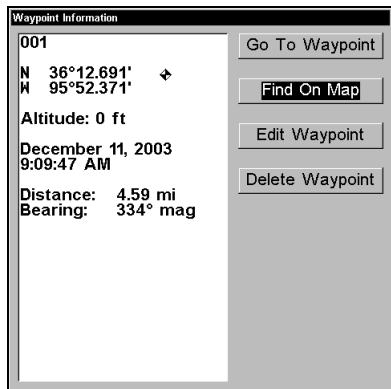 Waypoint Information
001
N 36°12.691'
W 95°52.371'
Altitude: 0 ft
December 11, 2003
9:09:47 AM
Distance: 4.59 mi
Bearing: 334° mag
Go To Waypoint
Find On Map
Edit Waypoint
Delete Waypoint